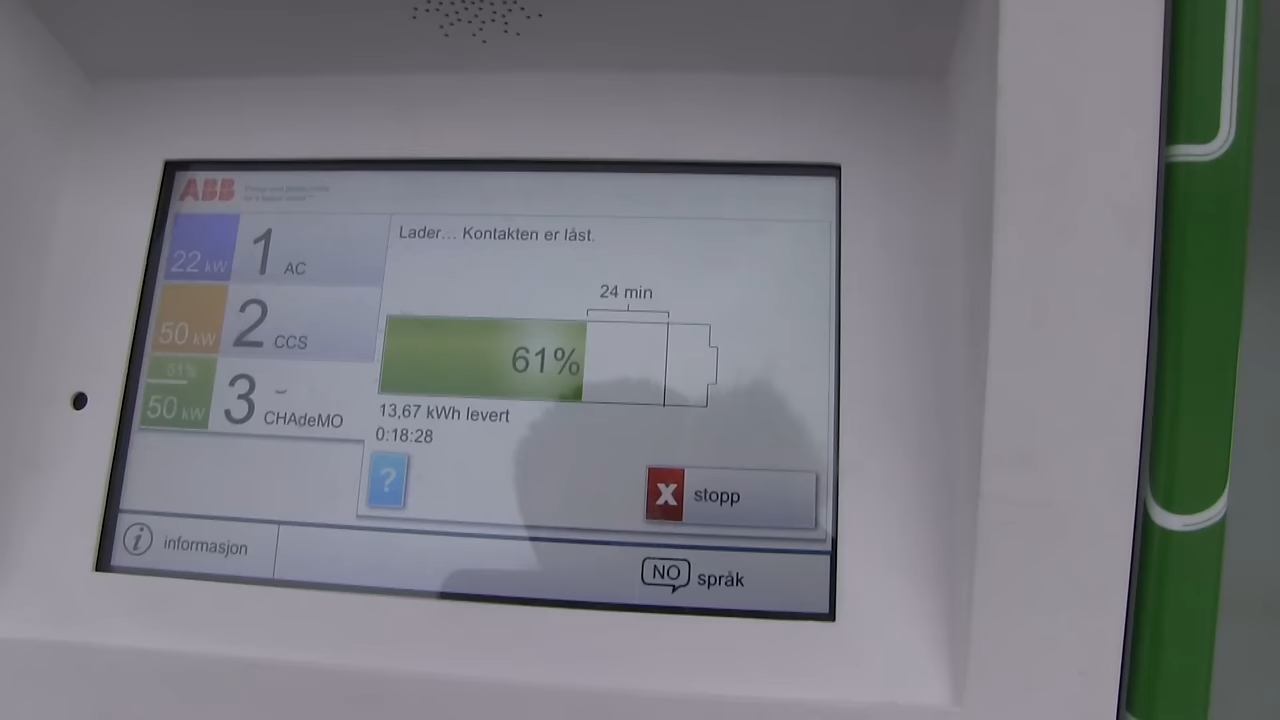 ABB
Lader... Kontakten er låst.
22 kW
1 AC
24 min
50 kW
2 CCS
61%
61%
50 kW
3 CHAdeMO
13,67 kWh levert
0:18:28
?
X stopp
i informasjon
NO språk